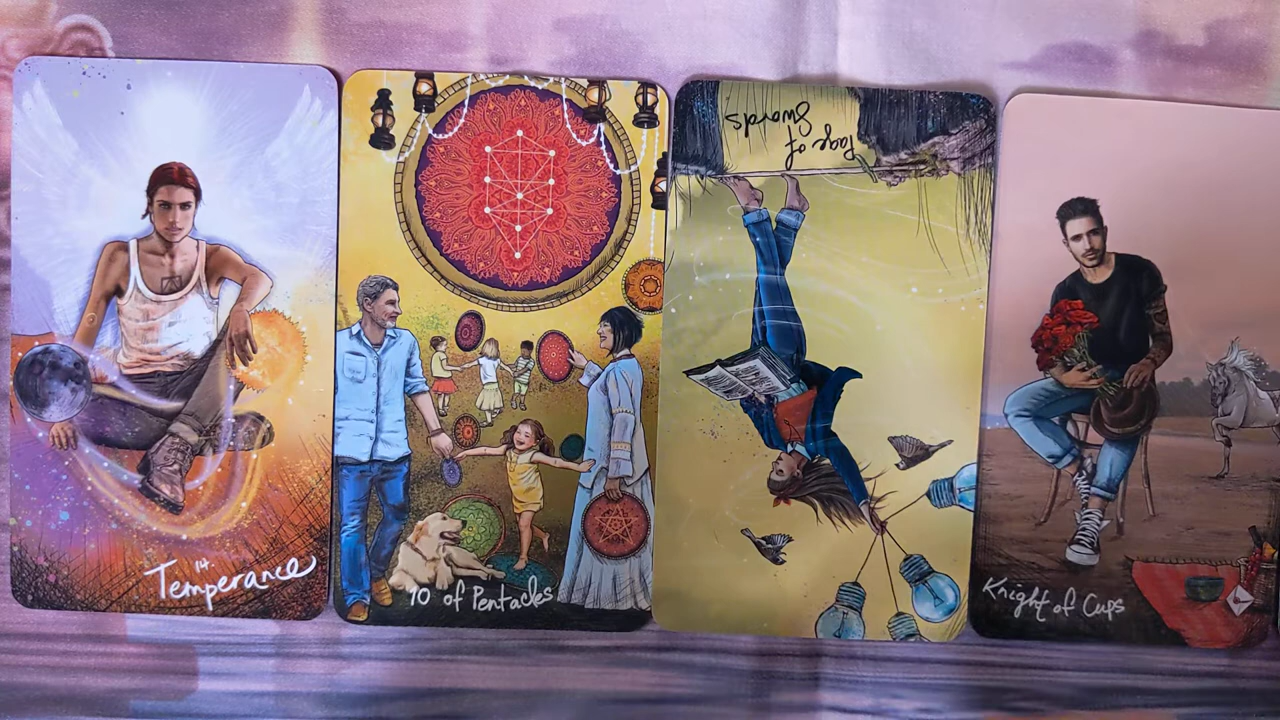 14.
Temperance
10 of Pentacles
Page of
Swords
Knight of Cups